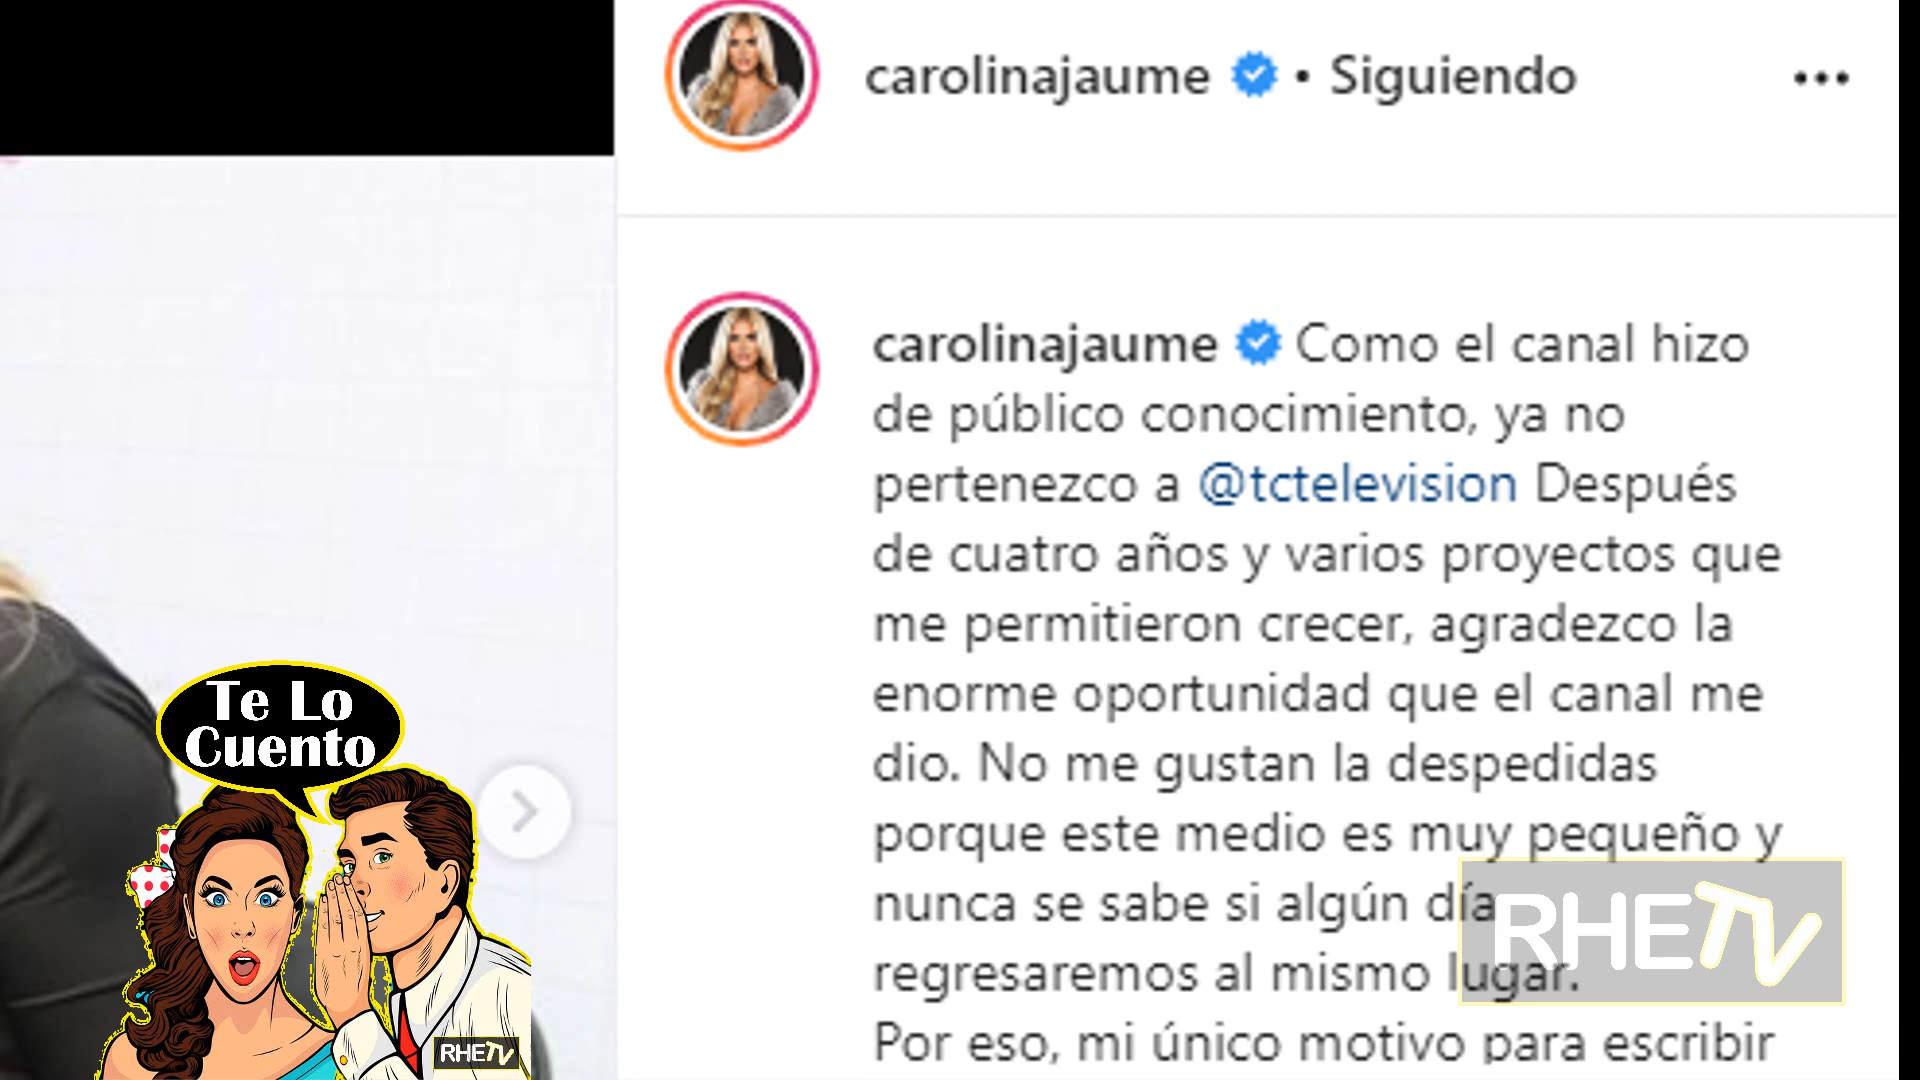 carolinajaume • Siguiendo
carolinajaume Como el canal hizo
de público conocimiento, ya no
pertenezco a @tctelevision Después
de cuatro años y varios proyectos que
me permitieron crecer, agradezco la
enorme oportunidad que el canal me
dio. No me gustan la despedidas
porque este medio es muy pequeño y
nunca se sabe si algún día
regresaremos al mismo lugar.
Por eso, mi único motivo para escribir
Te Lo
Cuento
RHETV
RHETV